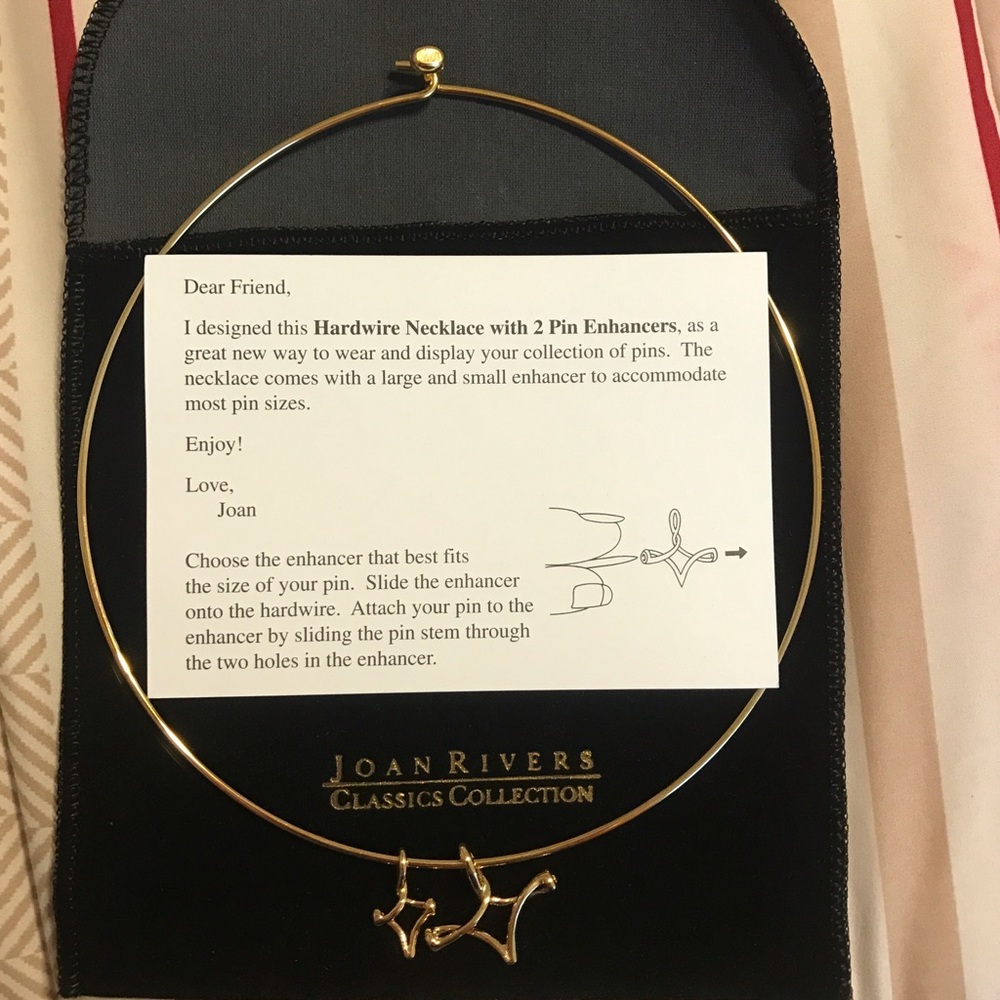 Dear Friend,
I designed this Hardwire Necklace with 2 Pin Enhancers, as a
great new way to wear and display your collection of pins. The
necklace comes with a large and small enhancer to accommodate
most pin sizes.
Enjoy!
Love,
Joan
Choose the enhancer that best fits
the size of your pin. Slide the enhancer
onto the hardwire. Attach your pin to the
enhancer by sliding the pin stem through
the two holes in the enhancer.
JOAN RIVERS
CLASSICS COLLECTION